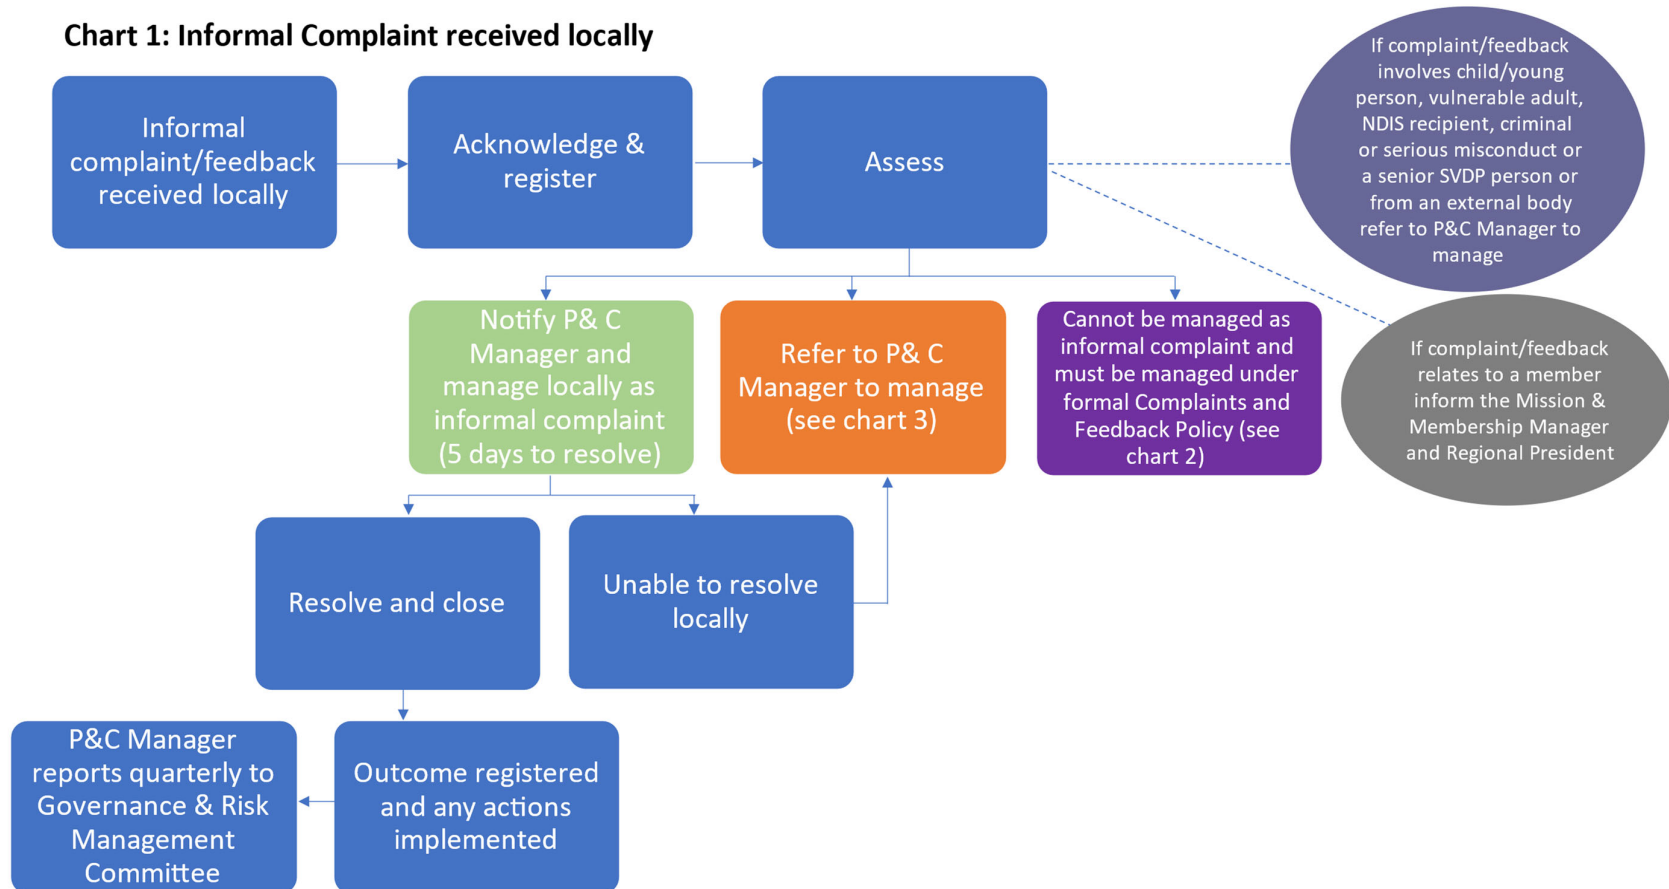 Chart 1: Informal Complaint received locally
Informal
complaint/feedback
received locally
Acknowledge &
register
Assess
If complaint/feedback
involves child/young
person, vulnerable adult,
NDIS recipient, criminal
or serious misconduct or
a senior SVDP person or
from an external body
refer to P&C Manager to
manage
Notify P& C
Manager and
manage locally as
informal complaint
(5 days to resolve)
Refer to P& C
Manager to manage
(see chart 3)
Cannot be managed as
informal complaint and
must be managed under
formal Complaints and
Feedback Policy (see
chart 2)
If complaint/feedback
relates to a member
inform the Mission &
Membership Manager
and Regional President
Resolve and close
Unable to resolve
locally
P&C Manager
reports quarterly to
Governance & Risk
Management
Committee
Outcome registered
and any actions
implemented